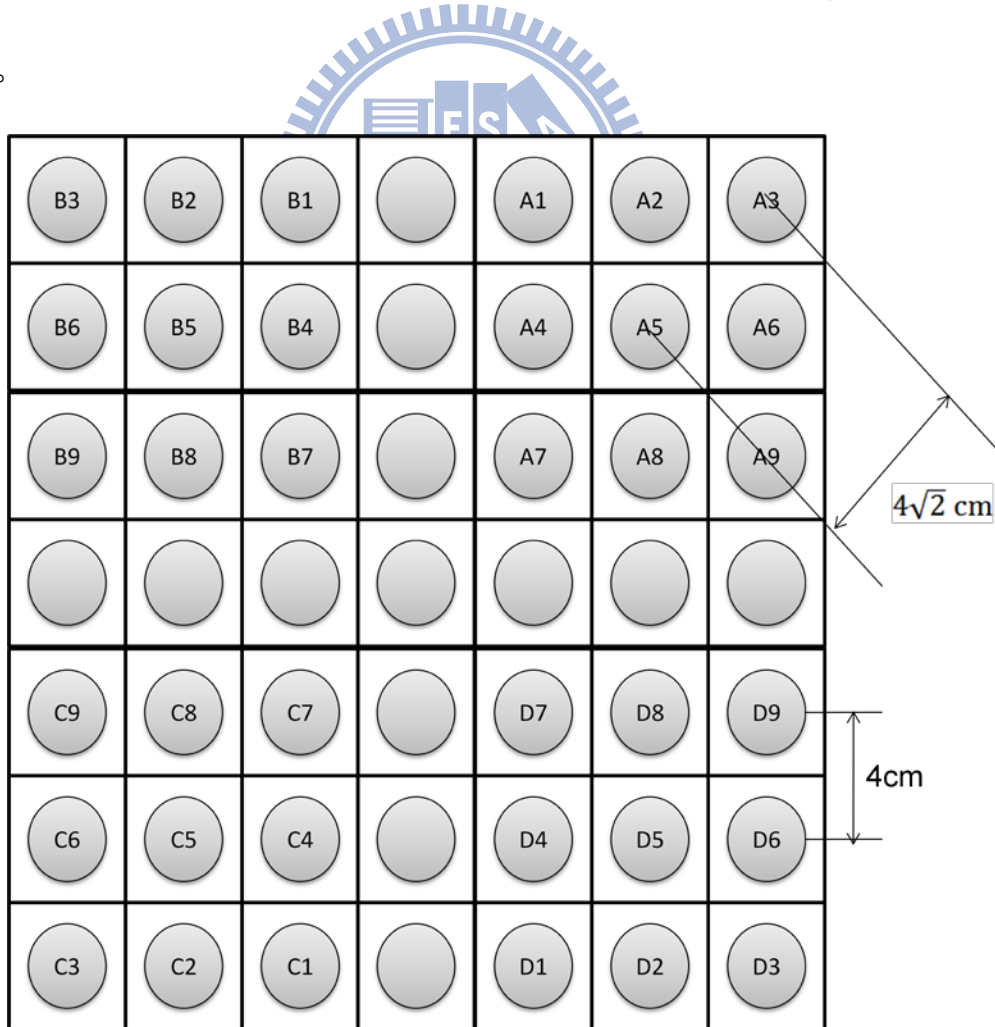 。
E S A
B3 B2 B1 A1 A2 A3
B6 B5 B4 A4 A5 A6
B9 B8 B7 A7 A8 A9
4√2 cm
C9 C8 C7 D7 D8 D9
4cm
C6 C5 C4 D4 D5 D6
C3 C2 C1 D1 D2 D3